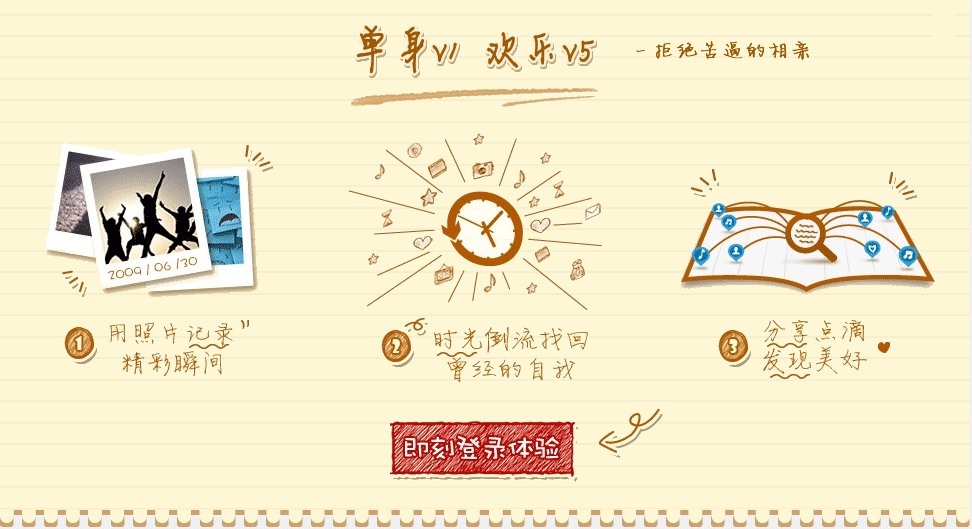 单身v1 欢乐v5 -拒绝苦逼的相亲
2009/06/30
1 用照片记录
精彩瞬间
2 时光倒流找回
曾经的自我
3 分享点滴
发现美好
即刻登录体验